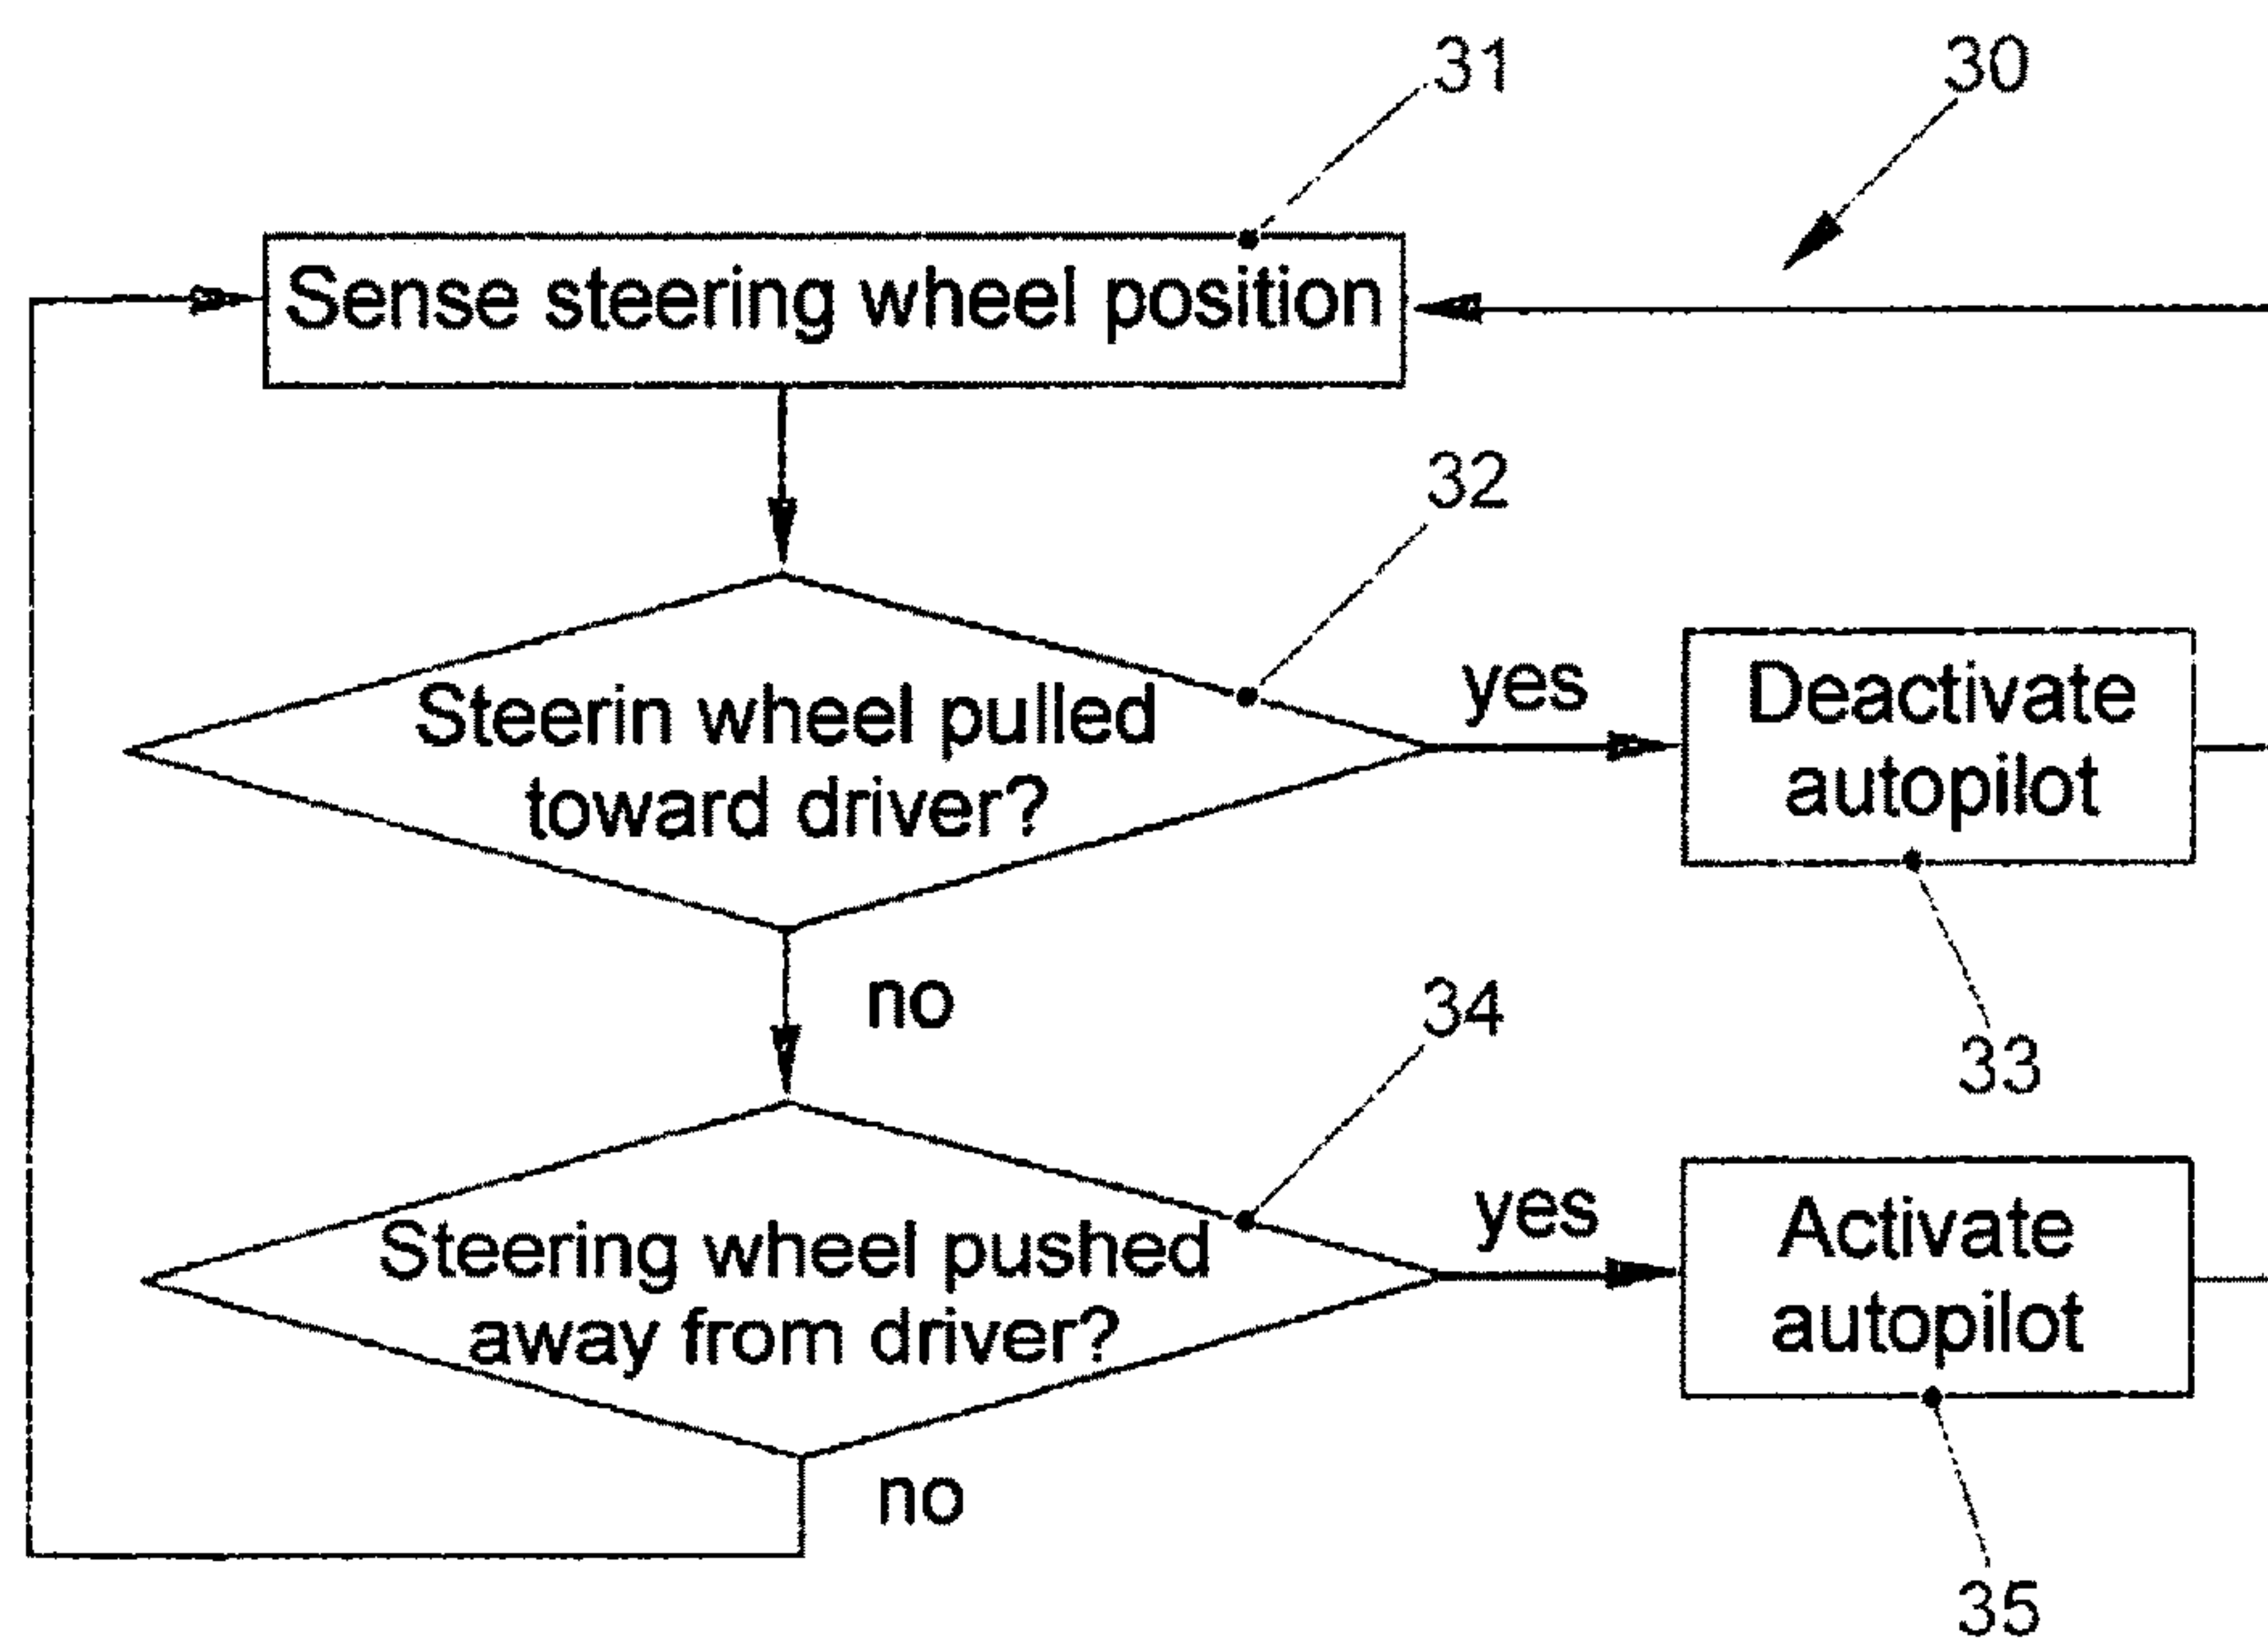 31
30
Sense steering wheel position
32
Steerin wheel pulled
toward driver?
yes
Deactivate
autopilot
no
33
34
Steering wheel pushed
away from driver?
yes
Activate
autopilot
no
35